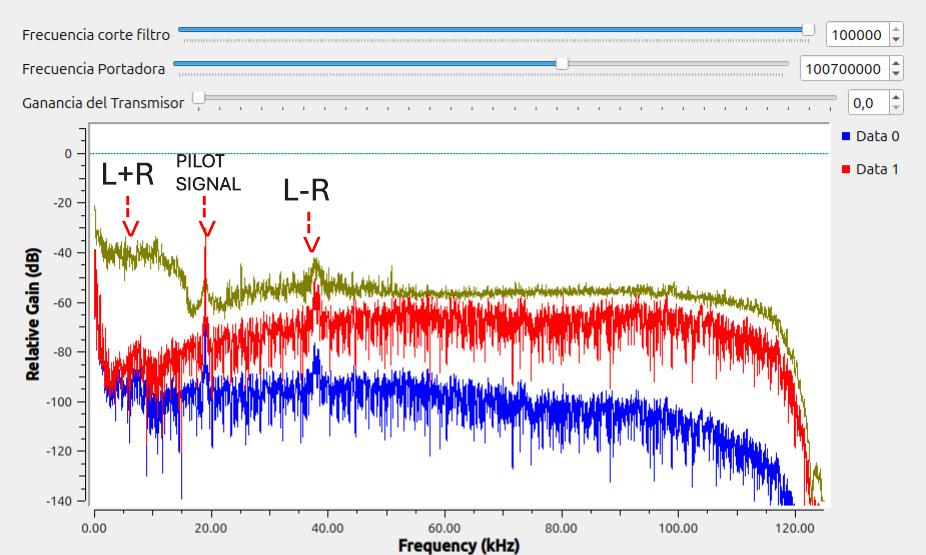 Frecuencia corte filtro 100000
Frecuencia Portadora 100700000
Ganancia del Transmisor 0,0
Data 0
Data 1
L+R
PILOT
SIGNAL
L-R
Relative Gain (dB)
0
-20
-40
-60
-80
-100
-120
-140
0.00 20.00 40.00 60.00 80.00 100.00 120.00
Frequency (kHz)